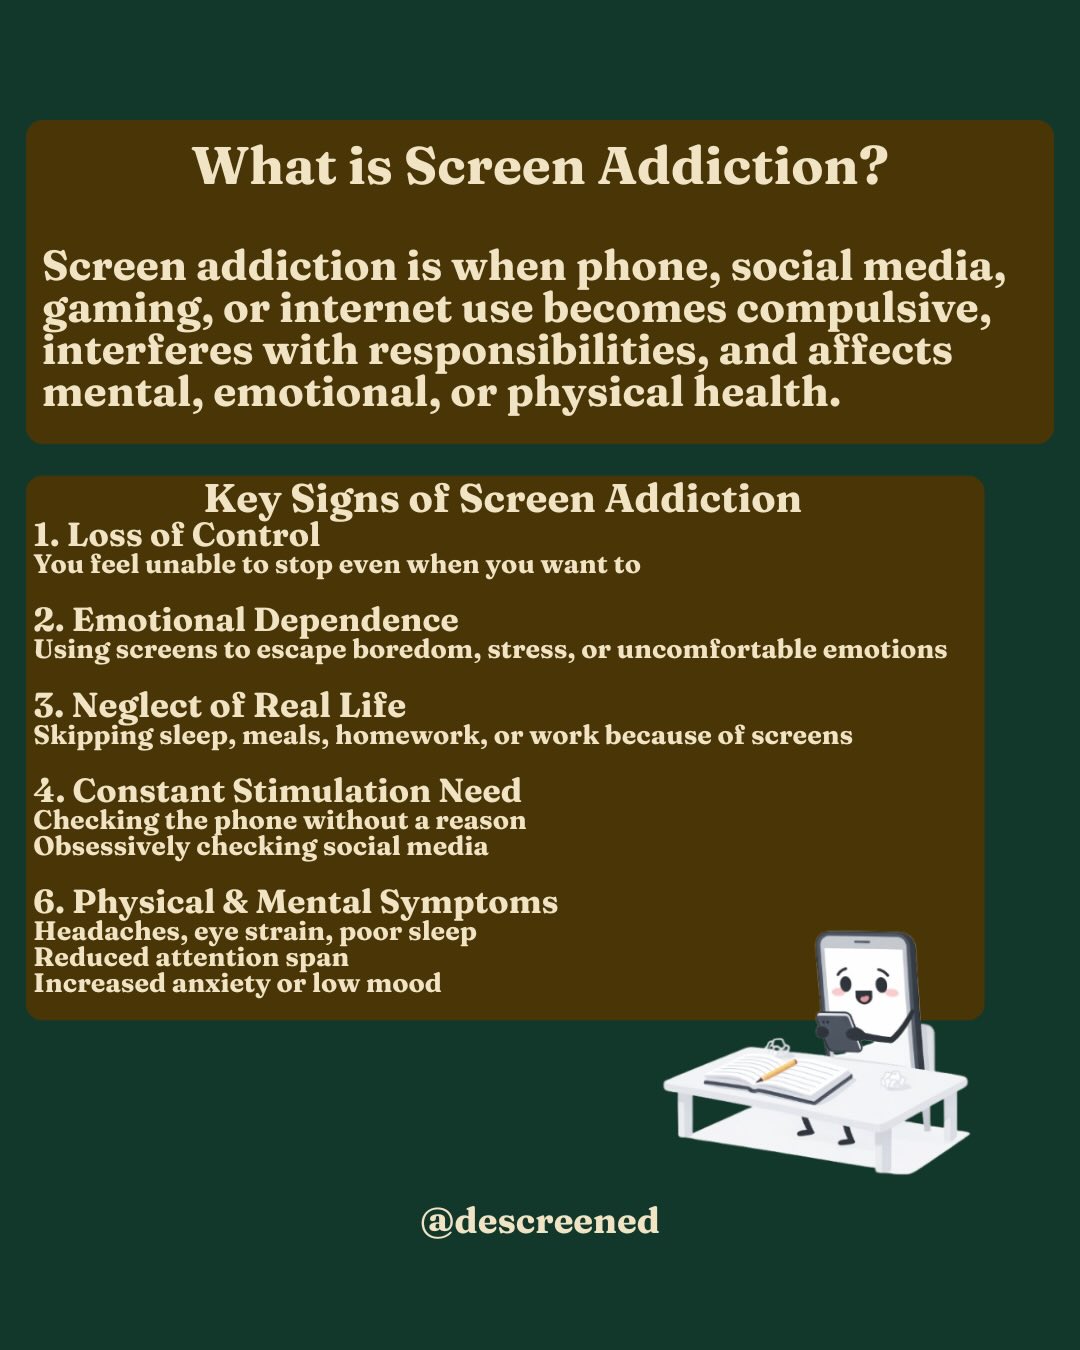 What is Screen Addiction?
Screen addiction is when phone, social media,
gaming, or internet use becomes compulsive,
interferes with responsibilities, and affects
mental, emotional, or physical health.
Key Signs of Screen Addiction
1. Loss of Control
You feel unable to stop even when you want to
2. Emotional Dependence
Using screens to escape boredom, stress, or uncomfortable emotions
3. Neglect of Real Life
Skipping sleep, meals, homework, or work because of screens
4. Constant Stimulation Need
Checking the phone without a reason
Obsessively checking social media
6. Physical & Mental Symptoms
Headaches, eye strain, poor sleep
Reduced attention span
Increased anxiety or low mood
@descreened